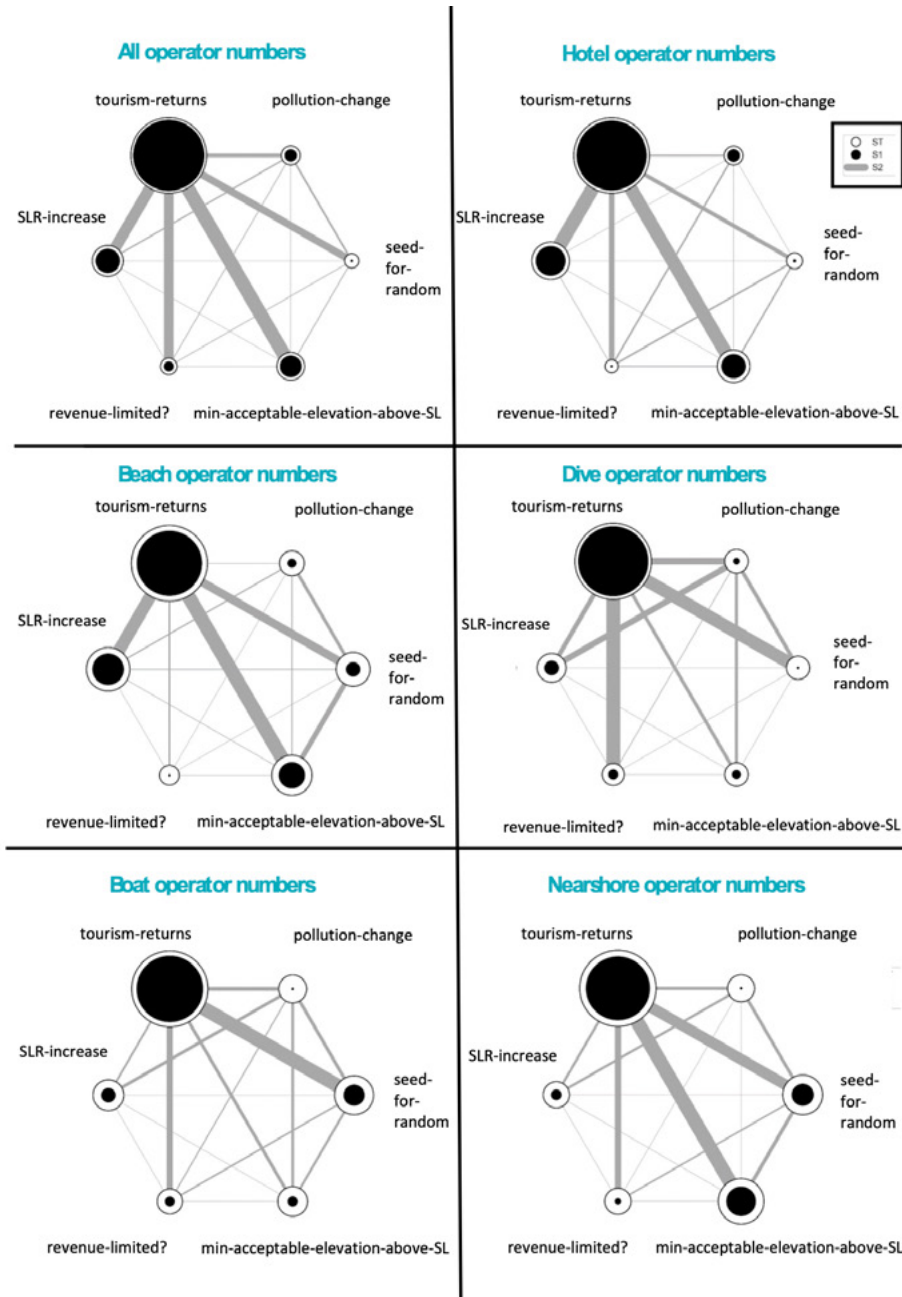 All operator numbers
tourism-returns
pollution-change
SLR-increase
seed-
for-
random
revenue-limited?
min-acceptable-elevation-above-SL
Hotel operator numbers
tourism-returns
pollution-change
ST
S1
S2
SLR-increase
seed-
for-
random
revenue-limited?
min-acceptable-elevation-above-SL
Beach operator numbers
tourism-returns
pollution-change
SLR-increase
seed-
for-
random
revenue-limited?
min-acceptable-elevation-above-SL
Dive operator numbers
tourism-returns
pollution-change
SLR-increase
seed-
for-
random
revenue-limited?
min-acceptable-elevation-above-SL
Boat operator numbers
tourism-returns
pollution-change
SLR-increase
seed-
for-
random
revenue-limited?
min-acceptable-elevation-above-SL
Nearshore operator numbers
tourism-returns
pollution-change
SLR-increase
seed-
for-
random
revenue-limited?
min-acceptable-elevation-above-SL